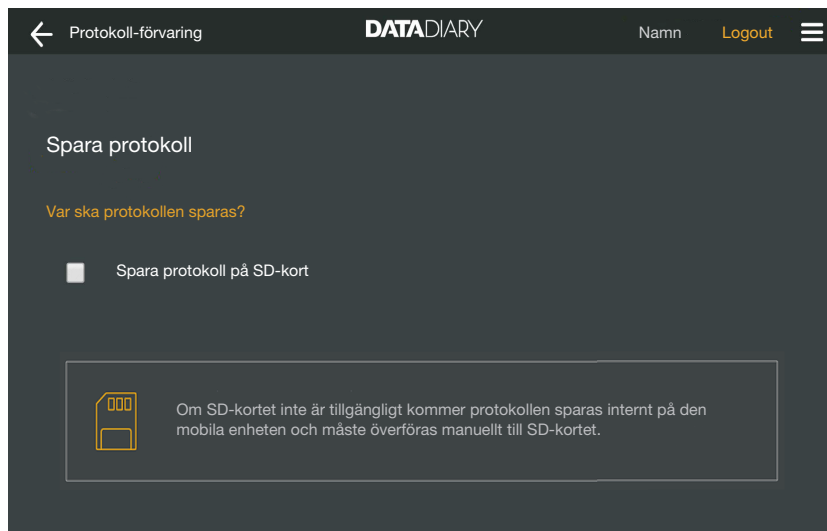 Protokoll-förvaring
DATADIARY
Namn
Logout
Spara protokoll
Var ska protokollen sparas?
Spara protokoll på SD-kort
Om SD-kortet inte är tillgängligt kommer protokollen sparas internt på den
mobila enheten och måste överföras manuellt till SD-kortet.